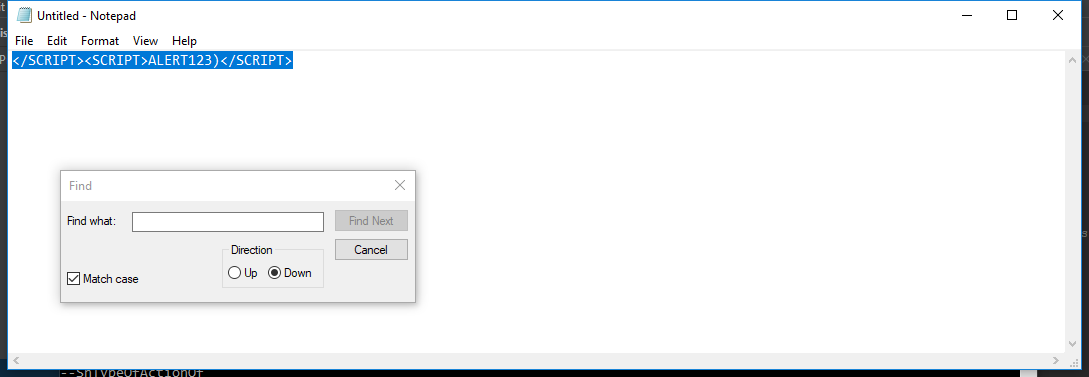 Untitled - Notepad
File Edit Format View Help
</SCRIPT><SCRIPT>ALERT123)</SCRIPT>
Find
Find what:
Find Next
Direction
Cancel
Up Down
Match case
--ShTypeOfActionOf